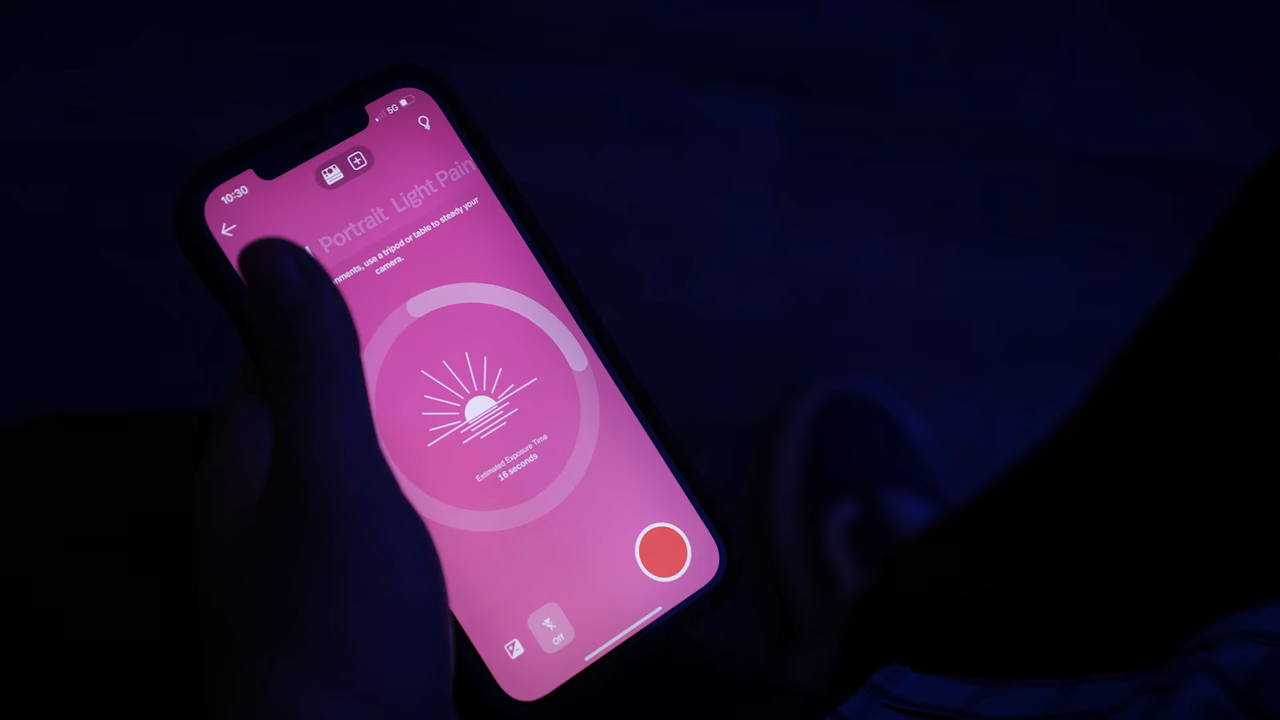 10:30
5G
Portrait Light Pain
use a tripod or table to steady your
camera.
Estimated Exposure Time
16 seconds
Off